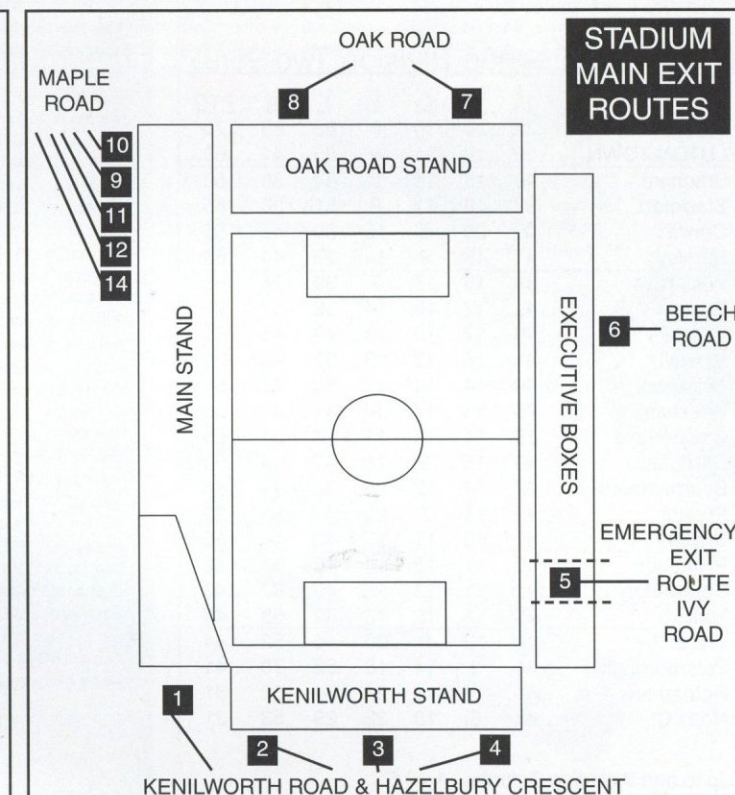 OAK ROAD
STADIUM
MAIN EXIT
ROUTES
MAPLE
ROAD
8
7
10
9
11
12
14
OAK ROAD STAND
MAIN STAND
EXECUTIVE BOXES
6
BEECH
ROAD
EMERGENCY
EXIT
ROUTE
IVY
ROAD
5
KENILWORTH STAND
1
2
3
4
KENILWORTH ROAD & HAZELBURY CRESCENT